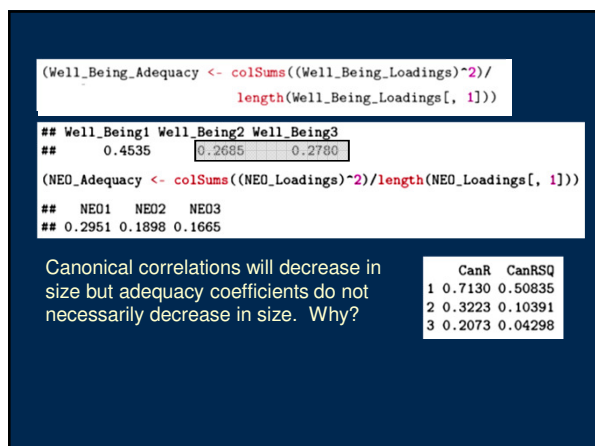 (Well_Being_Adequacy <- colSums((Well_Being_Loadings)^2)/
length(Well_Being_Loadings[, 1]))
## Well_Being1 Well_Being2 Well_Being3
## 0.4535 0.2685 0.2780
(NEO_Adequacy <- colSums((NEO_Loadings)^2)/length(NEO_Loadings[, 1]))
## NEO1 NEO2 NEO3
## 0.2951 0.1898 0.1665
Canonical correlations will decrease in
size but adequacy coefficients do not
necessarily decrease in size. Why?
CanR CanRSQ
1 0.7130 0.50835
2 0.3223 0.10391
3 0.2073 0.04298